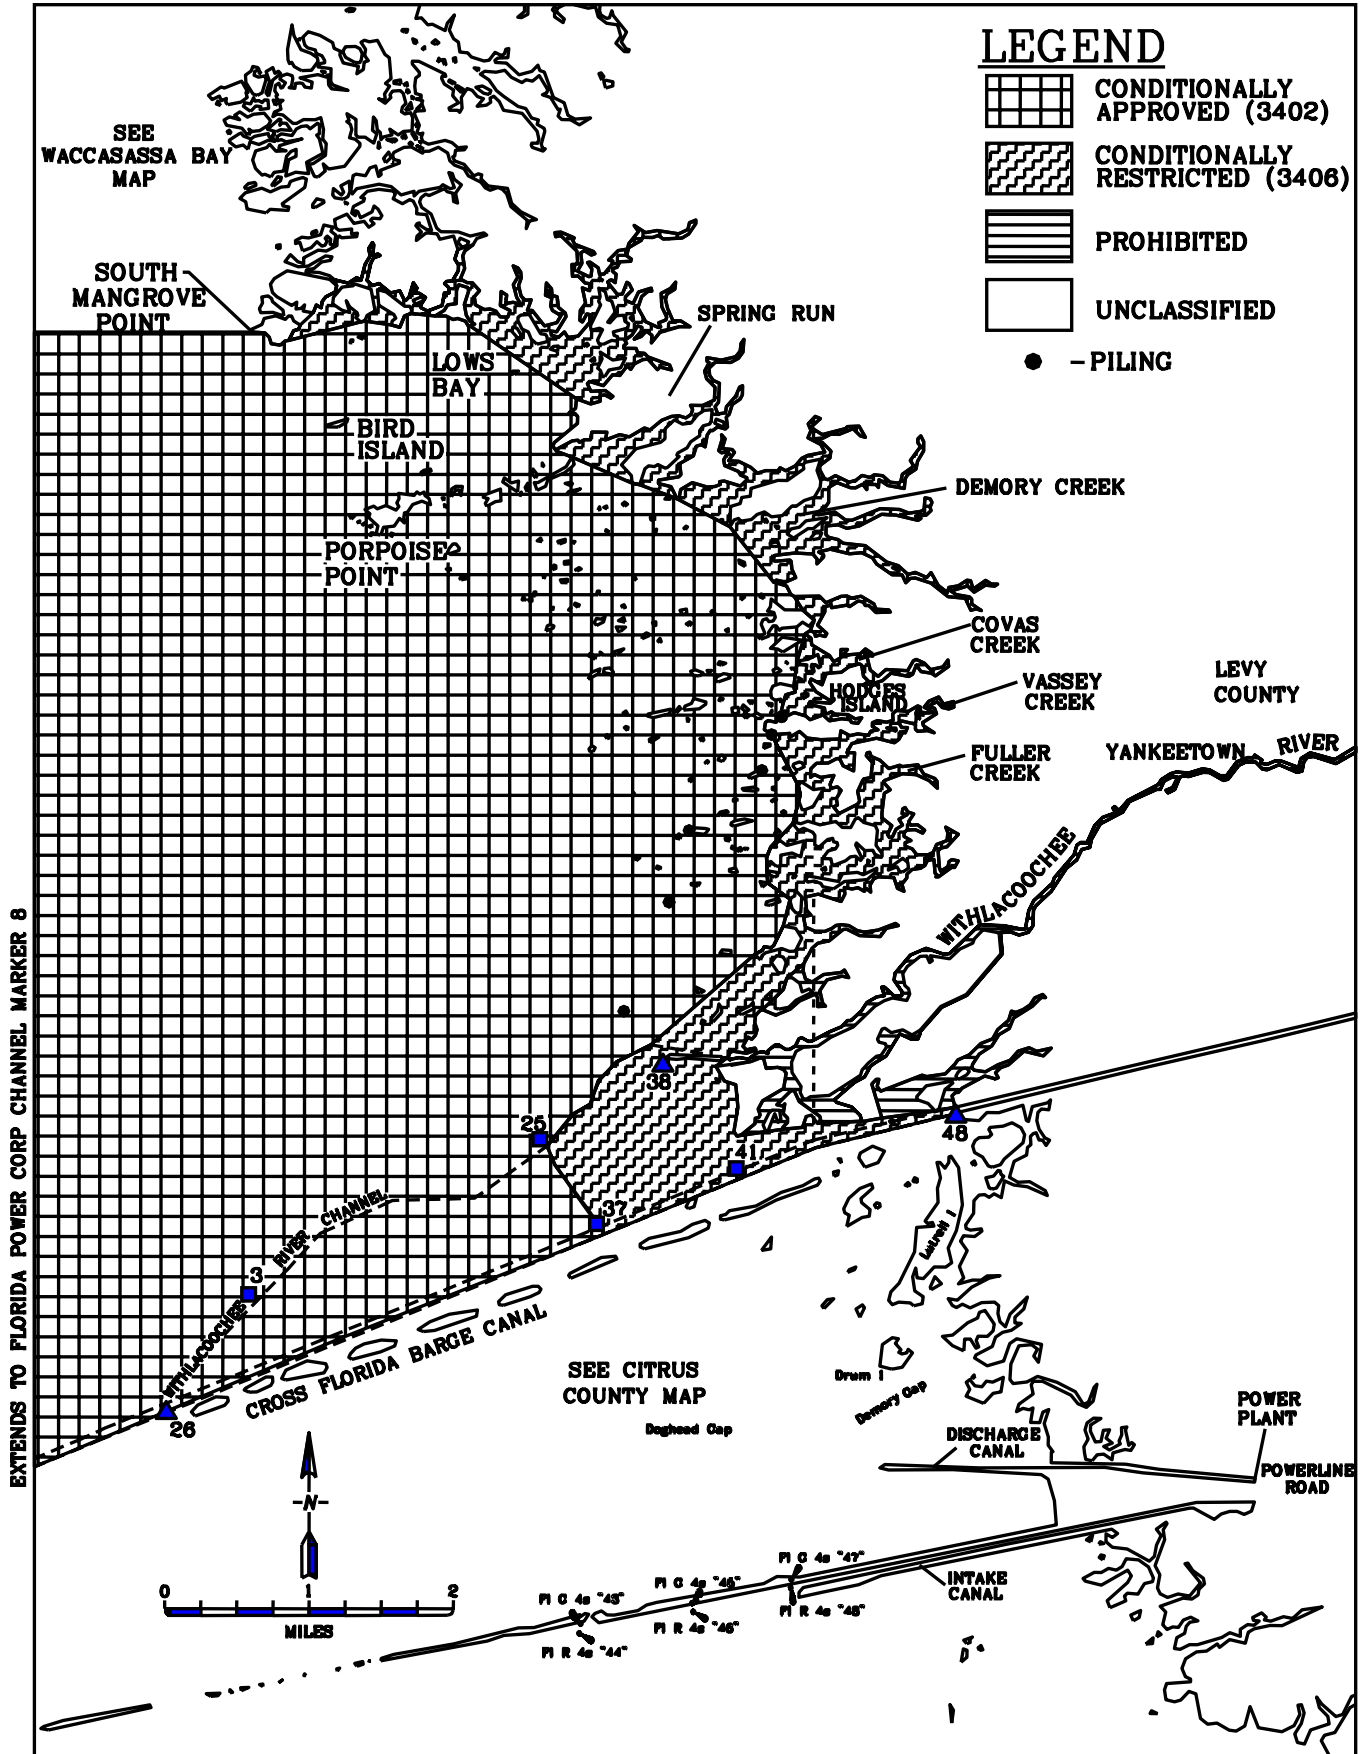 LEGEND
CONDITIONALLY
APPROVED (3402)
CONDITIONALLY
RESTRICTED (3406)
PROHIBITED
UNCLASSIFIED
-PILING
SEE
WACCASASSA BAY
MAP
SOUTH
MANGROVE
POINT
SPRING RUN
LOWS
BAY
BIRD
ISLAND
DEMORY CREEK
PORPOISE
POINT
COVAS
CREEK
HODGES
ISLAND
VASSEY
CREEK
LEVY
COUNTY
FULLER
CREEK
YANKEETOWN
RIVER
WITHLACOOCHEE
EXTENDS TO FLORIDA POWER CORP CHANNEL MARKER 8
38
25
41
48
37
3
26
WITHLACOOCHEE RIVER CHANNEL
CROSS FLORIDA BARGE CANAL
SEE CITRUS
COUNTY MAP
Drum I
Demory Gap
Doghead Gap
POWER
PLANT
DISCHARGE
CANAL
POWERLINE
ROAD
-N-
0 1 2
MILES
INTAKE
CANAL
Fl G 4s "43"
Fl R 4s "44"
Fl G 4s "45"
Fl R 4s "46"
Fl G 4s "47"
Fl R 4s "48"